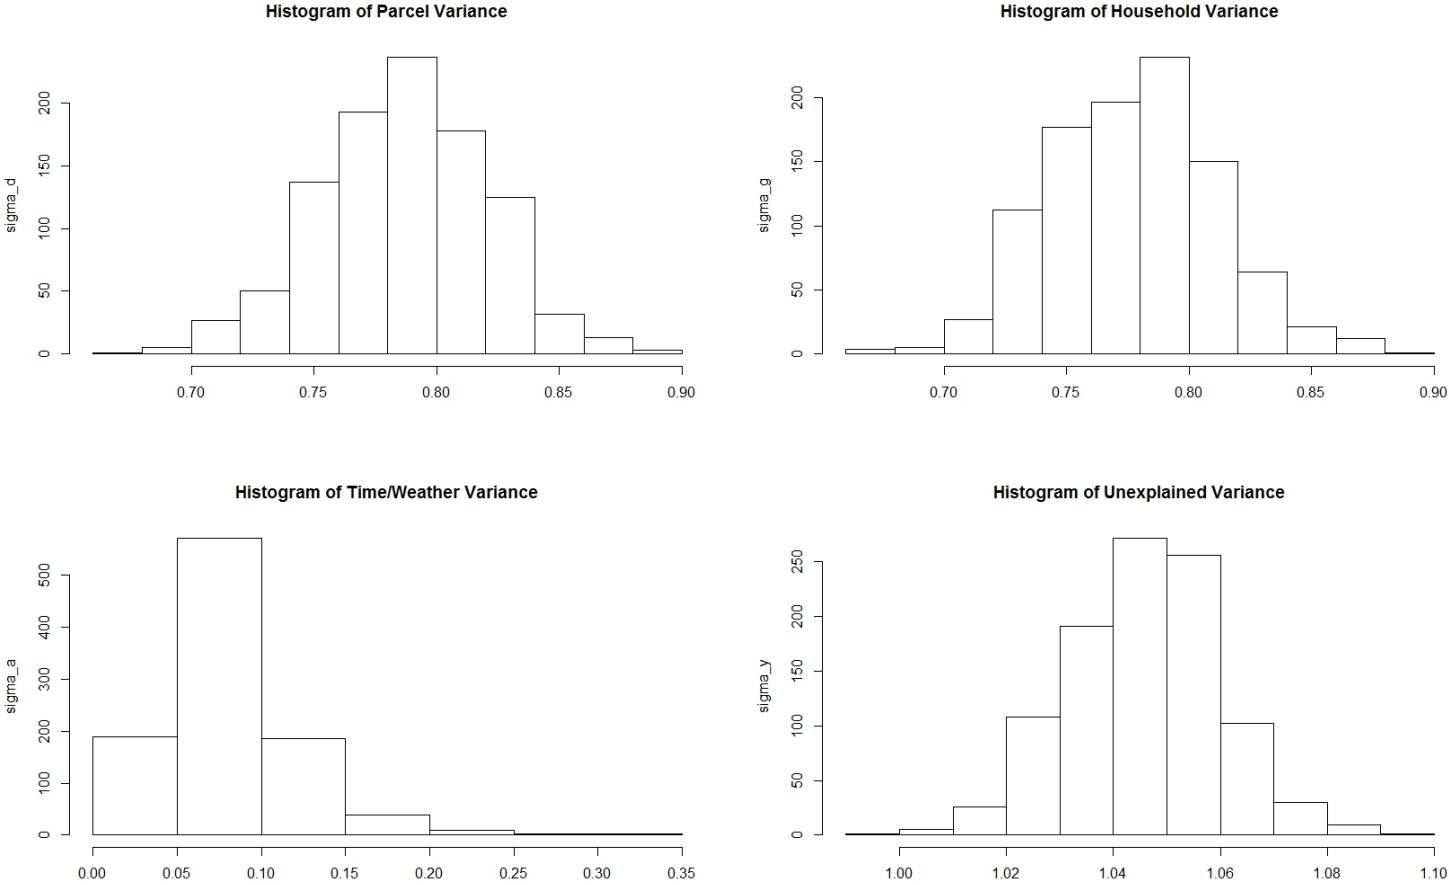 Histogram of Parcel Variance
sigma_d
200
150
100
50
0
0.70 0.75 0.80 0.85 0.90
Histogram of Household Variance
sigma_g
200
150
100
50
0
0.70 0.75 0.80 0.85 0.90
Histogram of Time/Weather Variance
sigma_a
500
400
300
200
100
0
0.00 0.05 0.10 0.15 0.20 0.25 0.30 0.35
Histogram of Unexplained Variance
sigma_y
250
200
150
100
50
0
1.00 1.02 1.04 1.06 1.08 1.10